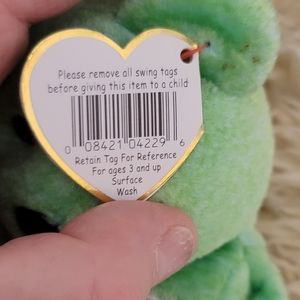 Please remove all swing tags
before giving this item to a child
0 08421 04229 6
Retain Tag For Reference
For ages 3 and up
Surface
Wash